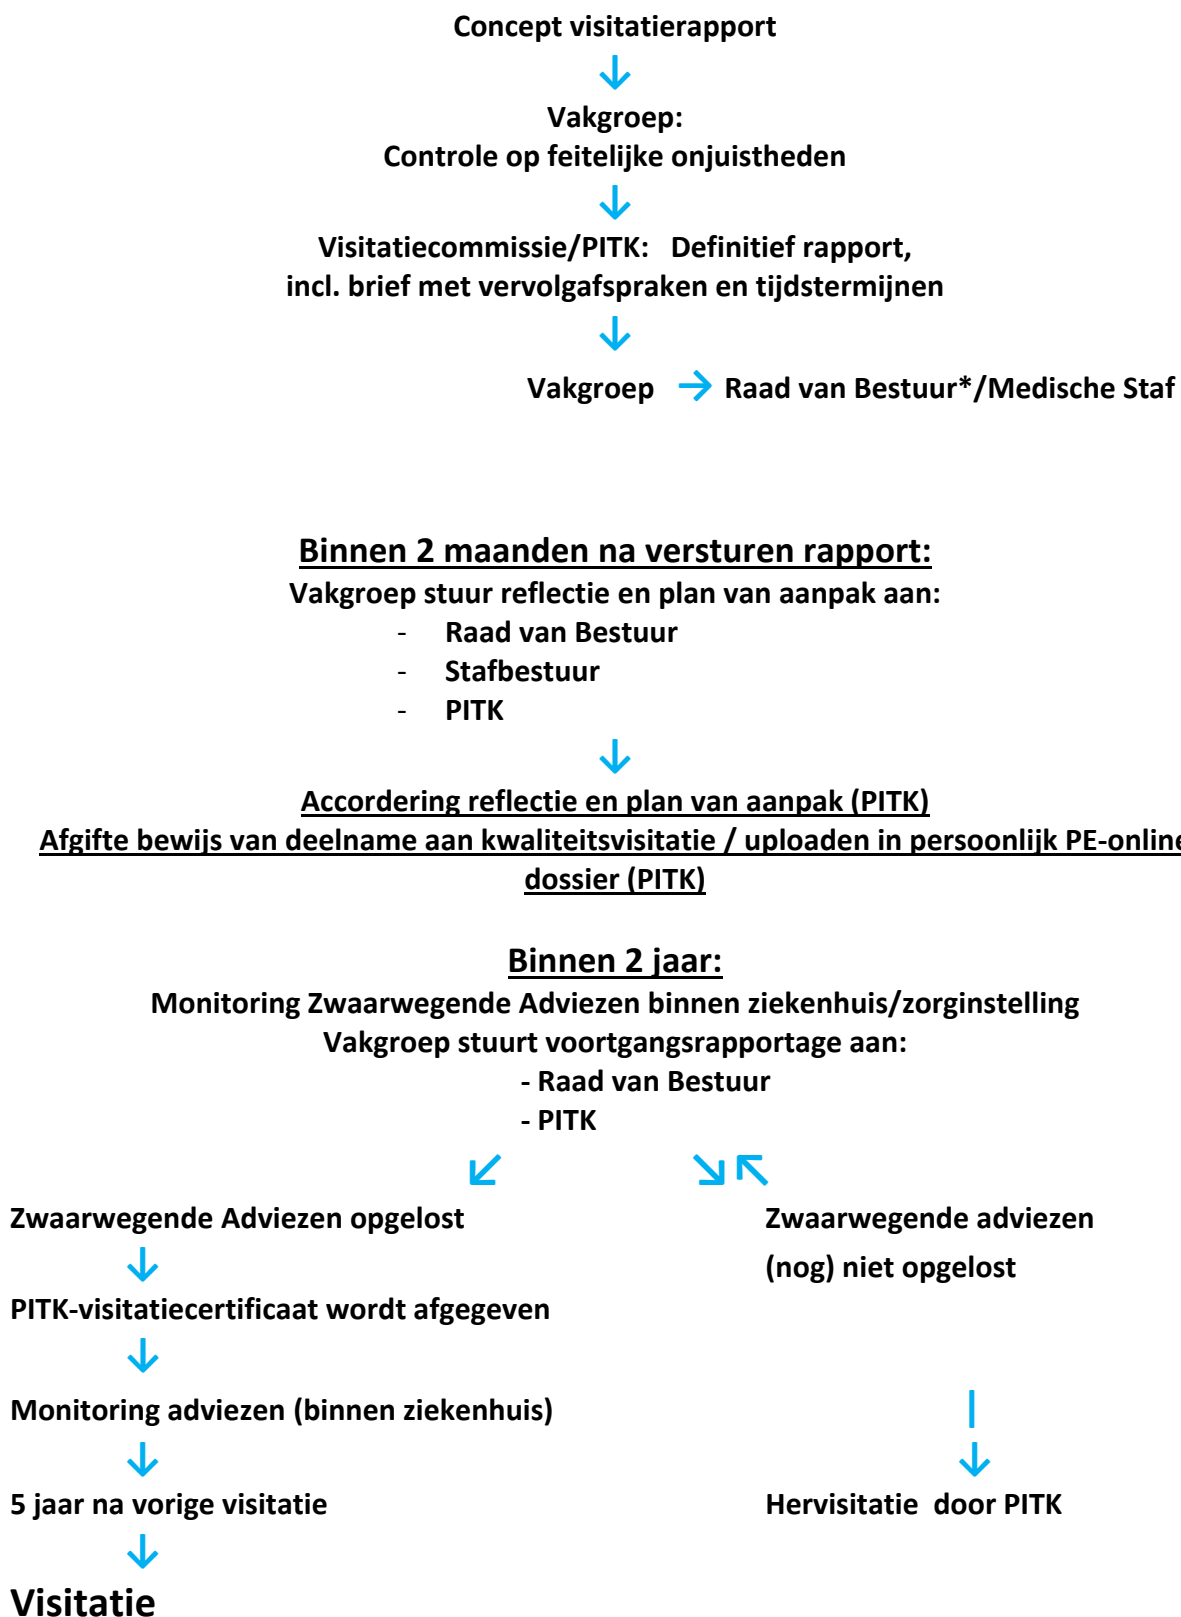 Concept visitatierapport
↓
Vakgroep:
Controle op feitelijke onjuistheden
↓
Visitatiecommissie/PITK: Definitief rapport,
incl. brief met vervolgafspraken en tijdstermijnen
↓
Vakgroep → Raad van Bestuur*/Medische Staf
Binnen 2 maanden na versturen rapport:
Vakgroep stuur reflectie en plan van aanpak aan:
- Raad van Bestuur
- Stafbestuur
- PITK
↓
Accordering reflectie en plan van aanpak (PITK)
Afgifte bewijs van deelname aan kwaliteitsvisitatie / uploaden in persoonlijk PE-online
dossier (PITK)
Binnen 2 jaar:
Monitoring Zwaarwegende Adviezen binnen ziekenhuis/zorginstelling
Vakgroep stuurt voortgangsrapportage aan:
- Raad van Bestuur
- PITK
↙ ↘↖
Zwaarwegende Adviezen opgelost
↓
PITK-visitatiecertificaat wordt afgegeven
↓
Monitoring adviezen (binnen ziekenhuis)
↓
5 jaar na vorige visitatie
↓
Visitatie
Zwaarwegende adviezen
(nog) niet opgelost
|
↓
Hervisitatie door PITK